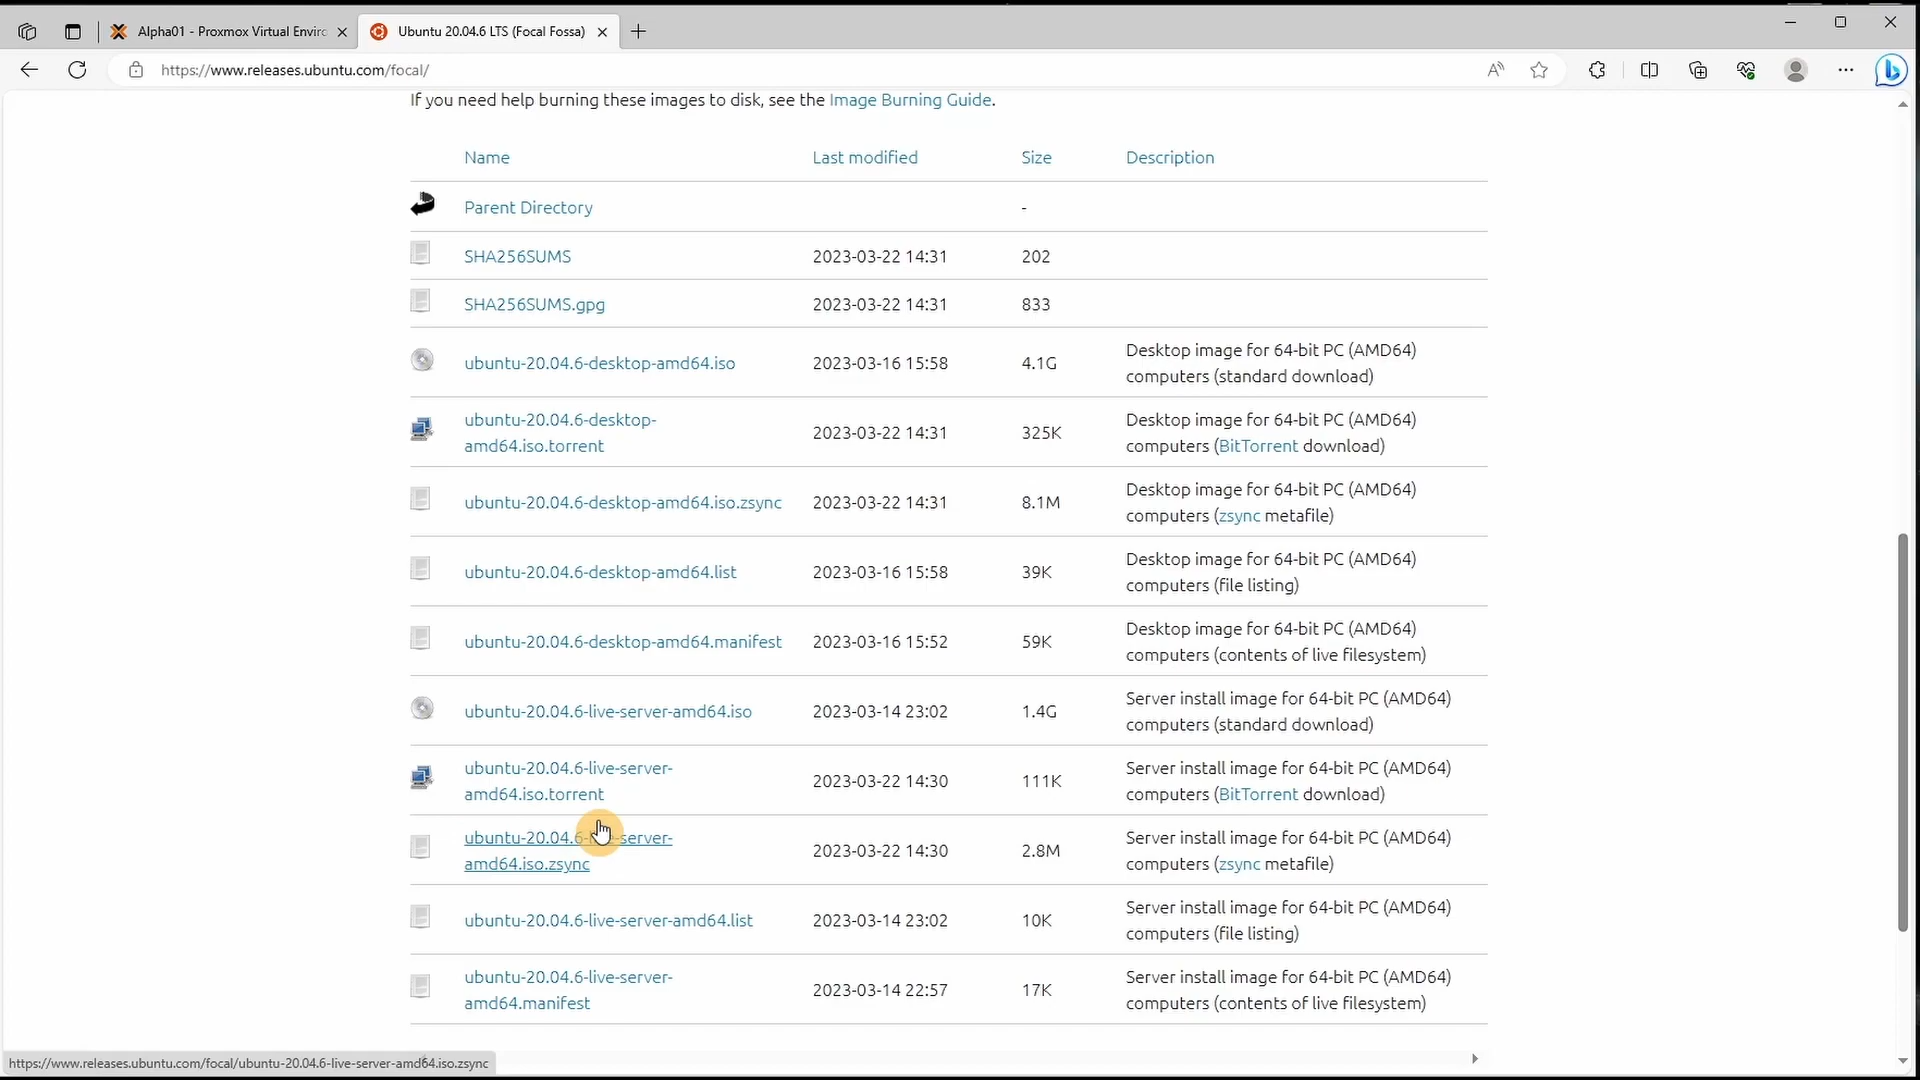 Alpha01 - Proxmox Virtual Enviro
Ubuntu 20.04.6 LTS (Focal Fossa)
https://www.releases.ubuntu.com/focal/
If you need help burning these images to disk, see the Image Burning Guide.
Name Last modified Size Description
Parent Directory -
SHA256SUMS 2023-03-22 14:31 202
SHA256SUMS.gpg 2023-03-22 14:31 833
ubuntu-20.04.6-desktop-amd64.iso 2023-03-16 15:58 4.1G
Desktop image for 64-bit PC (AMD64)
computers (standard download)
ubuntu-20.04.6-desktop-
amd64.iso.torrent
2023-03-22 14:31 325K
Desktop image for 64-bit PC (AMD64)
computers (BitTorrent download)
ubuntu-20.04.6-desktop-amd64.iso.zsync 2023-03-22 14:31 8.1M
Desktop image for 64-bit PC (AMD64)
computers (zsync metafile)
ubuntu-20.04.6-desktop-amd64.list 2023-03-16 15:58 39K
Desktop image for 64-bit PC (AMD64)
computers (file listing)
ubuntu-20.04.6-desktop-amd64.manifest 2023-03-16 15:52 59K
Desktop image for 64-bit PC (AMD64)
computers (contents of live filesystem)
ubuntu-20.04.6-live-server-amd64.iso 2023-03-14 23:02 1.4G
Server install image for 64-bit PC (AMD64)
computers (standard download)
ubuntu-20.04.6-live-server-
amd64.iso.torrent
2023-03-22 14:30 111K
Server install image for 64-bit PC (AMD64)
computers (BitTorrent download)
ubuntu-20.04.6-live-server-
amd64.iso.zsync
2023-03-22 14:30 2.8M
Server install image for 64-bit PC (AMD64)
computers (zsync metafile)
ubuntu-20.04.6-live-server-amd64.list 2023-03-14 23:02 10K
Server install image for 64-bit PC (AMD64)
computers (file listing)
ubuntu-20.04.6-live-server-
amd64.manifest
2023-03-14 22:57 17K
Server install image for 64-bit PC (AMD64)
computers (contents of live filesystem)
https://www.releases.ubuntu.com/focal/ubuntu-20.04.6-live-server-amd64.iso.zsync